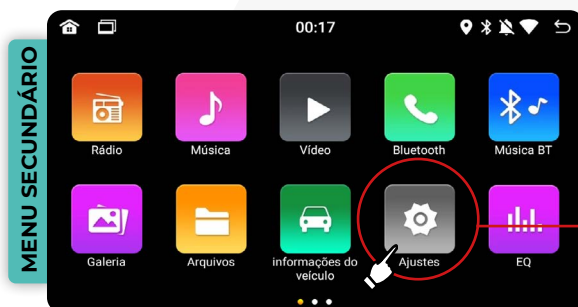 MENU SECUNDÁRIO
00:17
Rádio
Música
Vídeo
Bluetooth
Música BT
Galeria
Arquivos
informações do
veículo
Ajustes
EQ